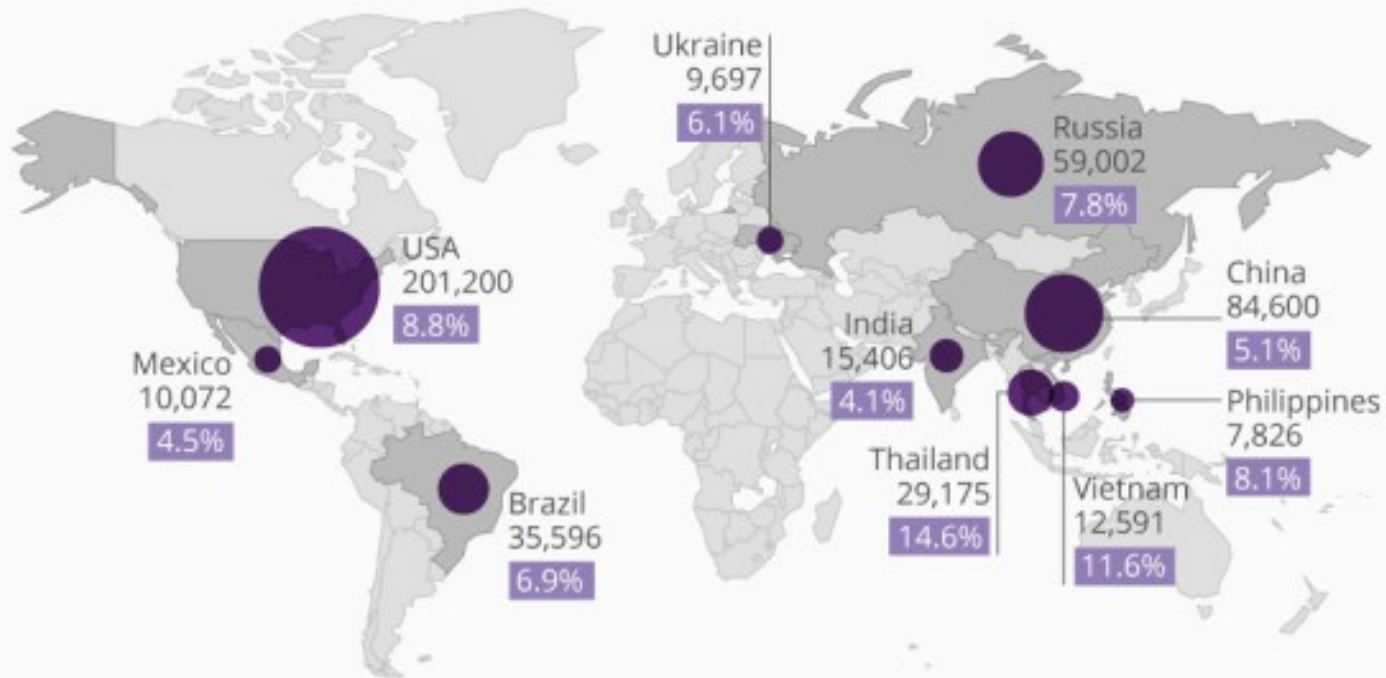 Ukraine
9,697
6.1%
Russia
59,002
7.8%
USA
201,200
8.8%
China
84,600
5.1%
India
15,406
4.1%
Mexico
10,072
4.5%
Philippines
7,826
8.1%
Thailand
29,175
14.6%
Vietnam
12,591
11.6%
Brazil
35,596
6.9%